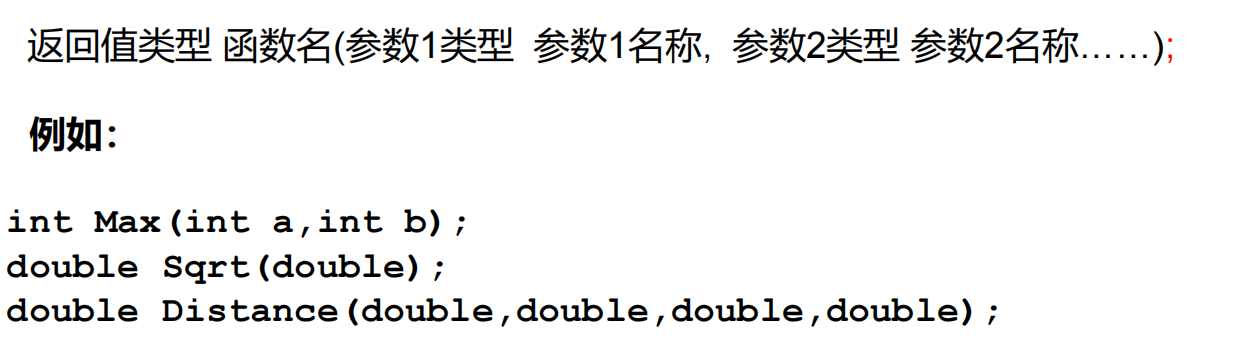 返回值类型 函数名(参数1类型 参数1名称, 参数2类型 参数2名称……);
例如：
int Max(int a,int b);
double Sqrt(double);
double Distance(double,double,double,double);